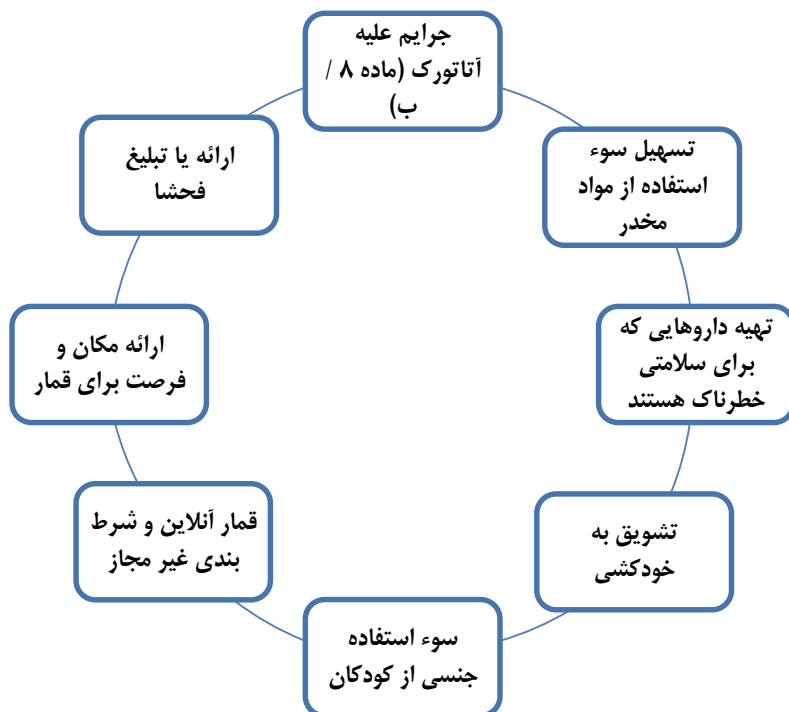 جرایم علیه
آتاتورک (ماده ۸ /
ب)
تسهیل سوء
استفاده از مواد
مخدر
تهیه داروهایی که
برای سلامتی
خطرناک هستند
تشویق به
خودکشی
سوء استفاده
جنسی از کودکان
قمار آنلاین و شرط
بندی غیر مجاز
ارائه مکان و
فرصت برای قمار
ارائه یا تبلیغ
فحشا